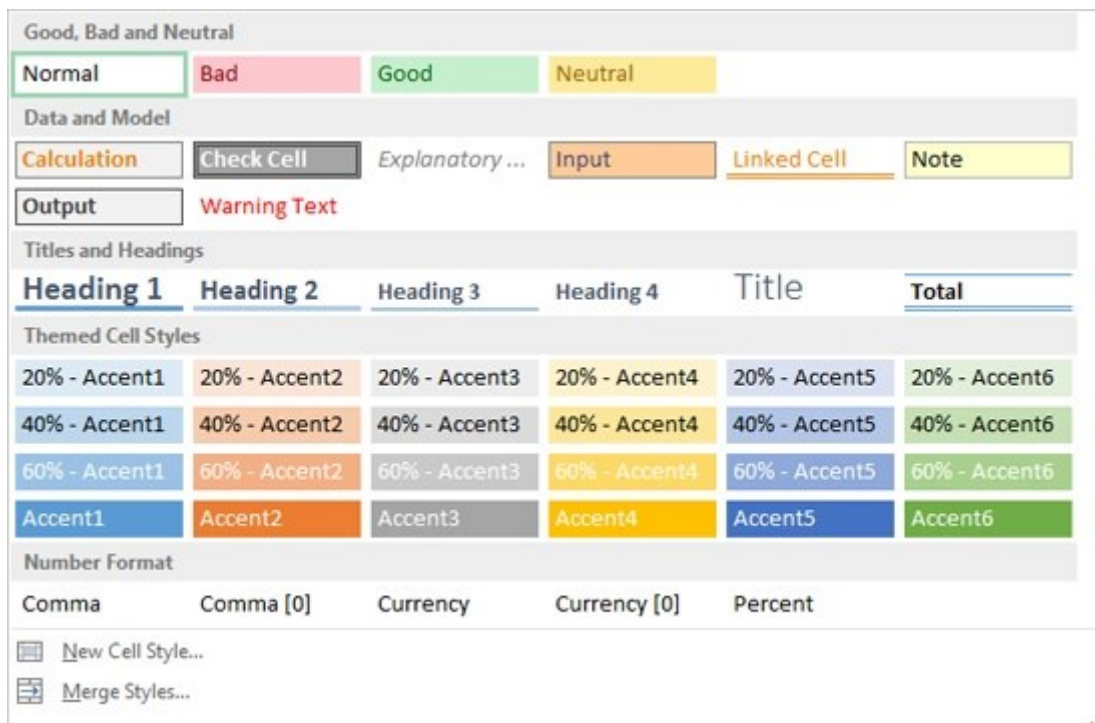 Good, Bad and Neutral
Normal Bad Good Neutral
Data and Model
Calculation Check Cell Explanatory ... Input Linked Cell Note
Output Warning Text
Titles and Headings
Heading 1 Heading 2 Heading 3 Heading 4 Title Total
Themed Cell Styles
20% - Accent1 20% - Accent2 20% - Accent3 20% - Accent4 20% - Accent5 20% - Accent6
40% - Accent1 40% - Accent2 40% - Accent3 40% - Accent4 40% - Accent5 40% - Accent6
60% - Accent1 60% - Accent2 60% - Accent3 60% - Accent4 60% - Accent5 60% - Accent6
Accent1 Accent2 Accent3 Accent4 Accent5 Accent6
Number Format
Comma Comma [0] Currency Currency [0] Percent
New Cell Style...
Merge Styles...